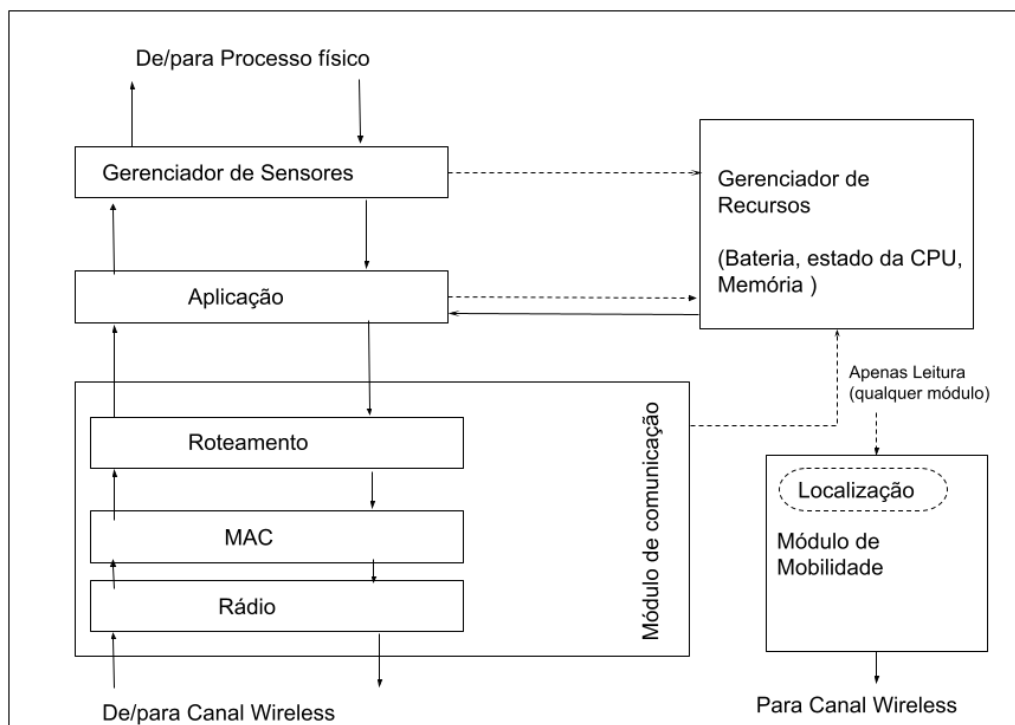 De/para Processo físico
Gerenciador de Sensores
Gerenciador de
Recursos
(Bateria, estado da CPU,
Memória )
Aplicação
Apenas Leitura
(qualquer módulo)
Módulo de comunicação
Roteamento
MAC
Rádio
Localização
Módulo de
Mobilidade
De/para Canal Wireless
Para Canal Wireless